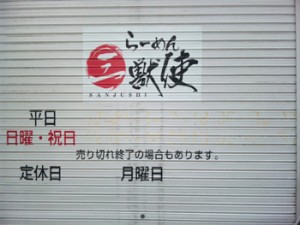 らーめん
三獣使
SANJUSHI
平日
日曜・祝日
売り切れ終了の場合もあります。
定休日 月曜日